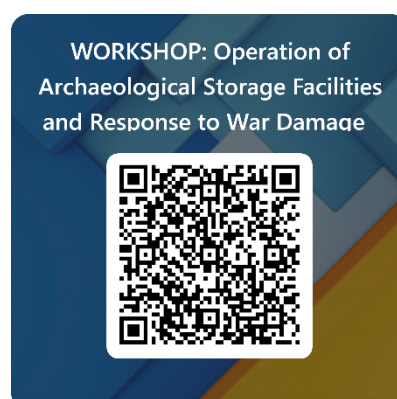 WORKSHOP: Operation of
Archaeological Storage Facilities
and Response to War Damage